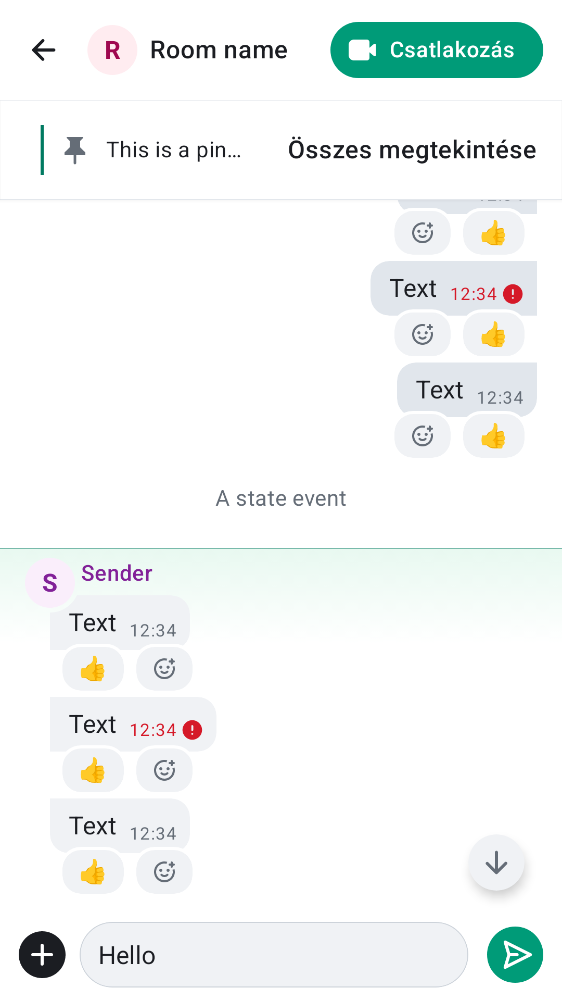 R Room name Csatlakozás
This is a pin... Összes megtekintése
Text 12:34
Text 12:34
A state event
S Sender
Text 12:34
Text 12:34
Text 12:34
Hello